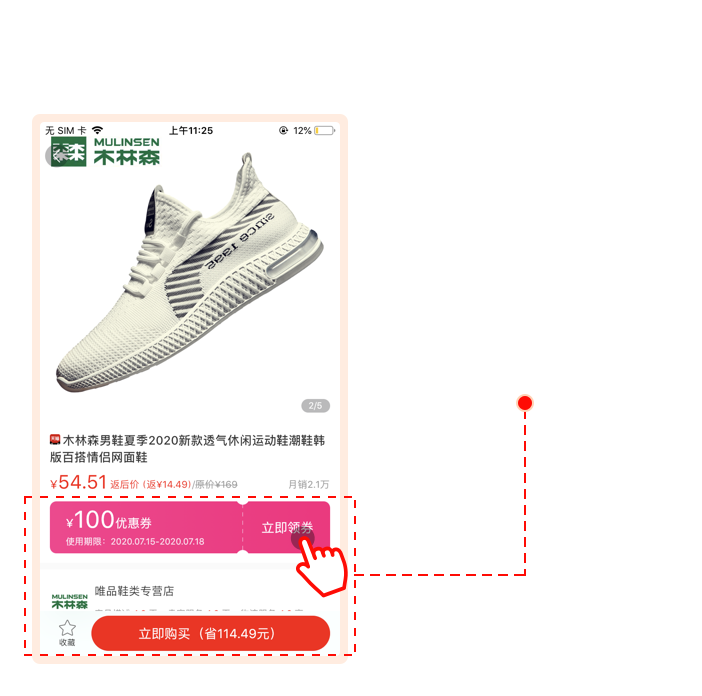 无 SIM 卡 上午11:25 12%
MULINSEN
木林森
since 1992
2/5
木林森男鞋夏季2020新款透气休闲运动鞋潮鞋韩
版百搭情侣网面鞋
¥54.51 返后价 (返¥14.49)/原价¥169 月销2.1万
¥100优惠券
立即领券
使用期限：2020.07.15-2020.07.18
唯品鞋类专营店
MULINSEN
木林森
收藏
立即购买（省114.49元）